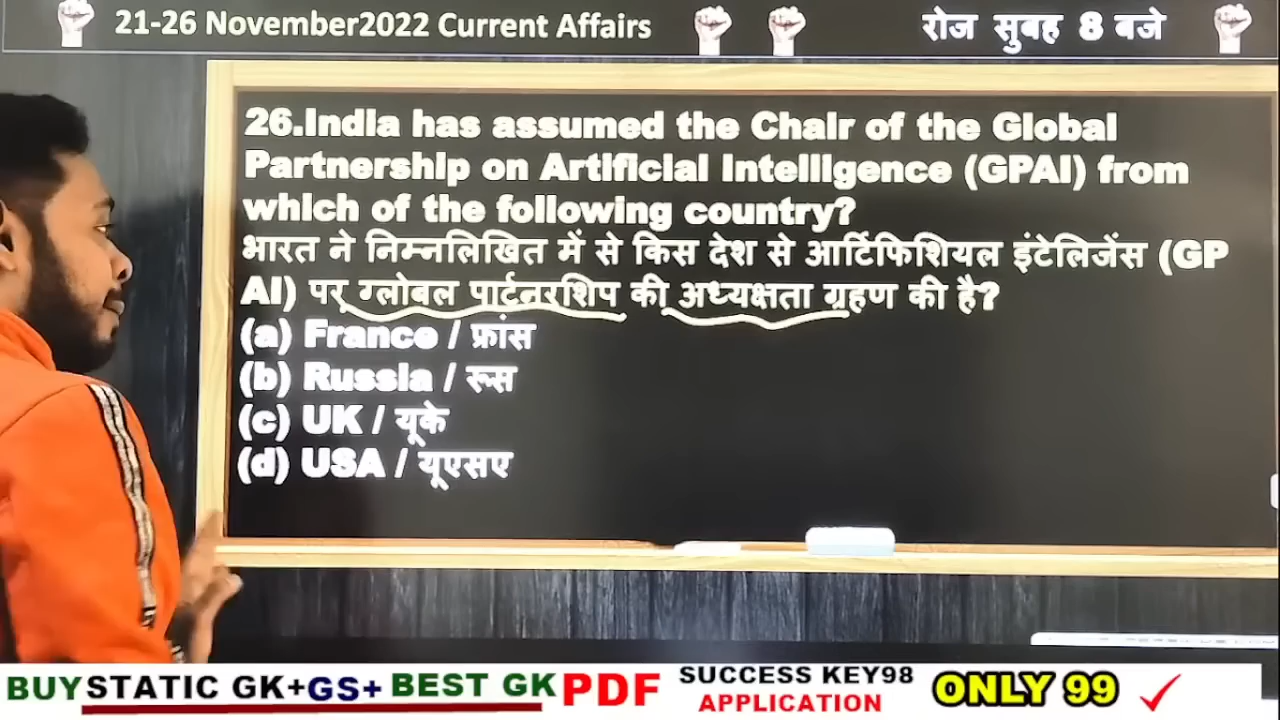 21-26 November2022 Current Affairs
रोज सुबह 8 बजे
26.India has assumed the Chair of the Global
Partnership on Artificial Intelligence (GPAI) from
which of the following country?
भारत ने निम्नलिखित में से किस देश से आर्टिफिशियल इंटेलिजेंस (GP
AI) पर ग्लोबल पार्टनरशिप की अध्यक्षता ग्रहण की है?
(a) France / फ्रांस
(b) Russia / रूस
(c) UK / यूके
(d) USA / यूएसए
BUY STATIC GK+GS+ BEST GK PDF
SUCCESS KEY98
APPLICATION
ONLY 99